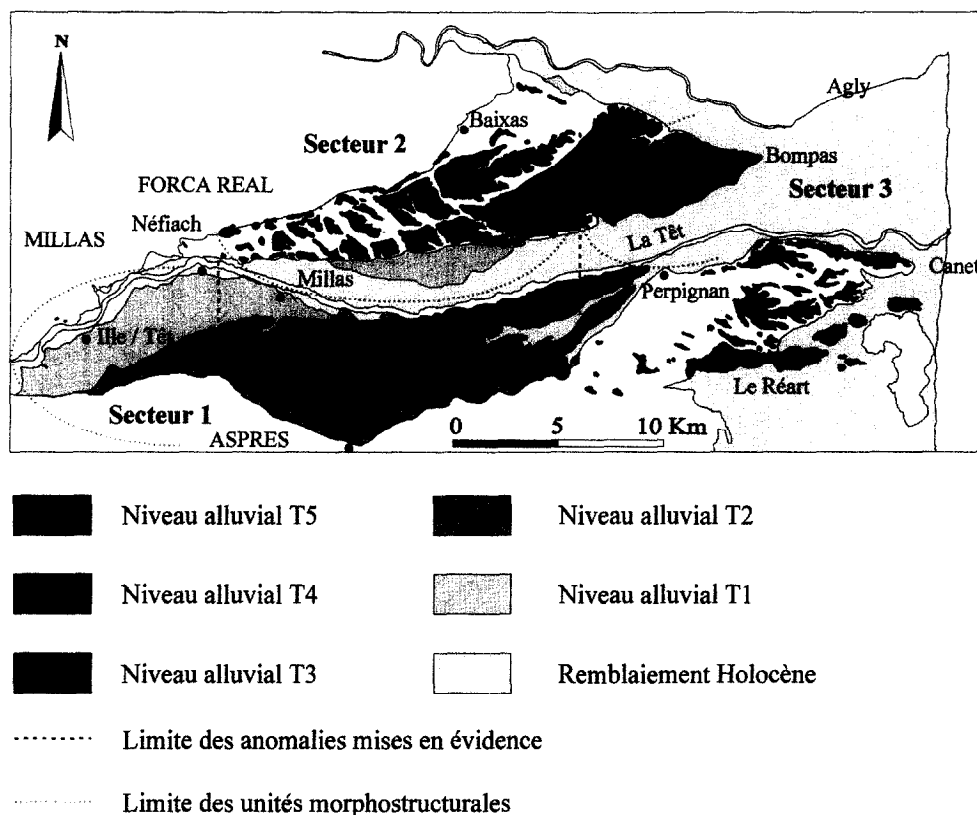 N
Agly
Baixas
Secteur 2
Bompas
FORCA REAL
Secteur 3
Néfiach
La Têt
MILLAS
Canet
Millas
Perpignan
Ille / Têt
Le Réart
Secteur 1
0 5 10 Km
ASPRES
Niveau alluvial T5
Niveau alluvial T2
Niveau alluvial T4
Niveau alluvial T1
Niveau alluvial T3
Remblaiement Holocène
Limite des anomalies mises en évidence
Limite des unités morphostructurales